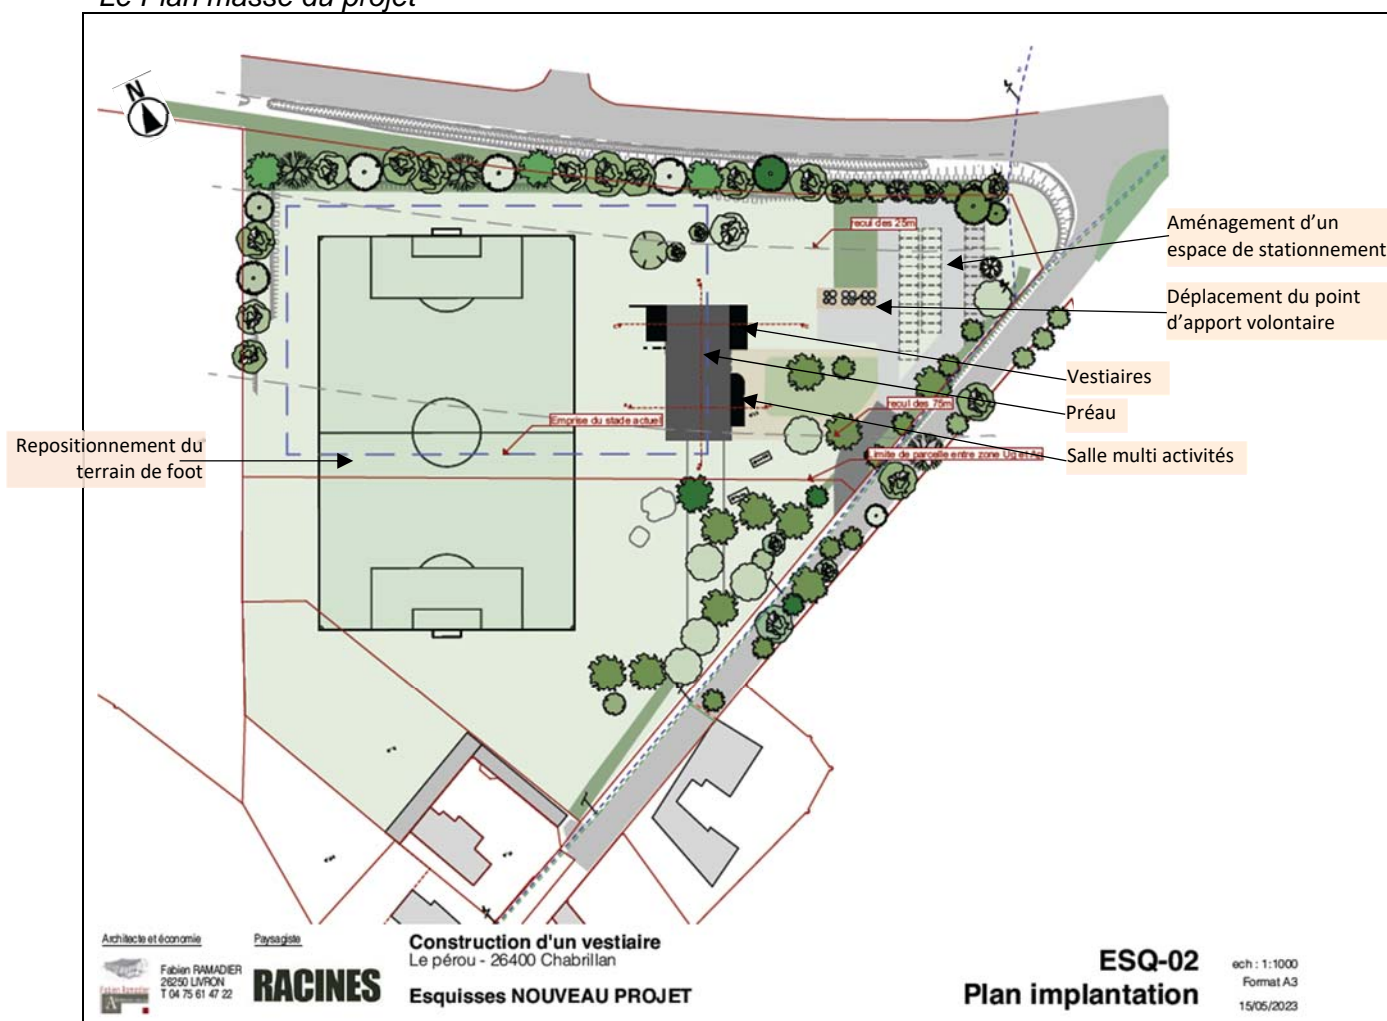 Le Plan masse du projet
N
recul des 25m
Aménagement d’un
espace de stationnement
Déplacement du point
d’apport volontaire
Vestiaires
Préau
recul des 75m
Emprise du stade actuel
Repositionnement du
terrain de foot
Limite de parcelle entre zone Ud et Ad
Salle multi activités
Architecte et économie
Fabien RAMADIER
26250 LIVRON
T 04 75 61 47 22
Paysagiste
RACINES
Construction d'un vestiaire
Le pérou - 26400 Chabrillan
Esquisses NOUVEAU PROJET
ESQ-02
Plan implantation
ech : 1:1000
Format A3
15/05/2023